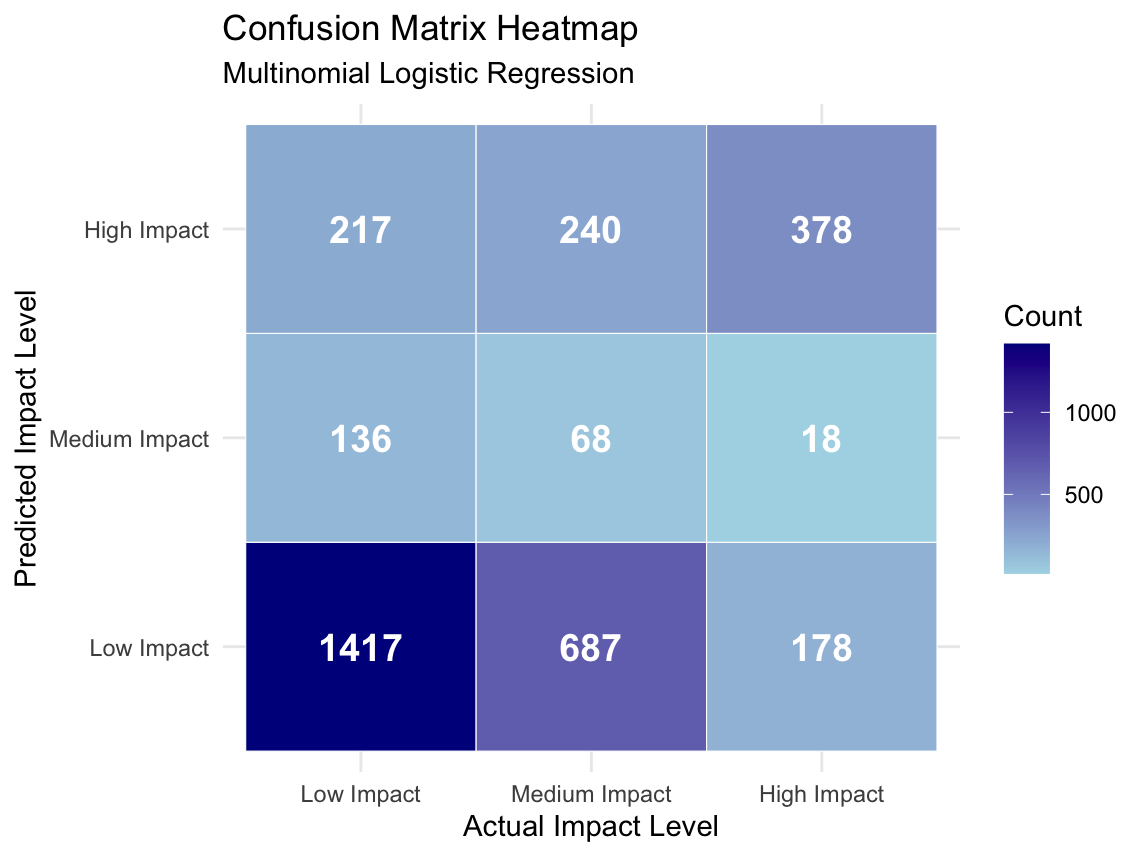 Confusion Matrix Heatmap
Multinomial Logistic Regression
Predicted Impact Level
High Impact
217 240 378
Medium Impact
136 68 18
Low Impact
1417 687 178
Low Impact Medium Impact High Impact
Actual Impact Level
Count
1000
500